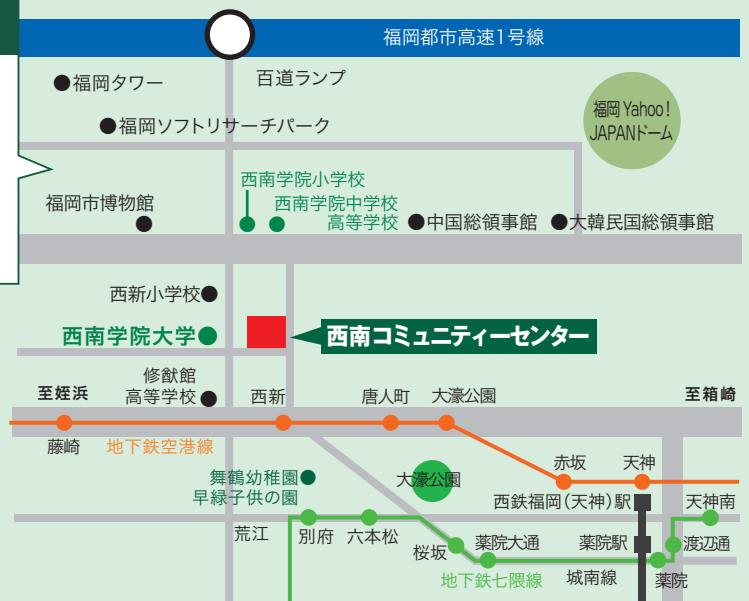 福岡都市高速1号線
百道ランプ
●福岡タワー
福岡 Yahoo!
JAPANドーム
●福岡ソフトリサーチパーク
西南学院小学校
福岡市博物館
西南学院中学校
高等学校
●中国総領事館
●大韓民国総領事館
西新小学校●
西南学院大学●
西南コミュニティーセンター
修猷館
高等学校●
至姪浜
西新
唐人町
大濠公園
至箱崎
藤崎
地下鉄空港線
赤坂
天神
舞鶴幼稚園
早緑子供の園
大濠公園
西鉄福岡(天神)駅
天神南
荒江
別府
六本松
桜坂
薬院大通
薬院駅
渡辺通
地下鉄七隈線
城南線
薬院